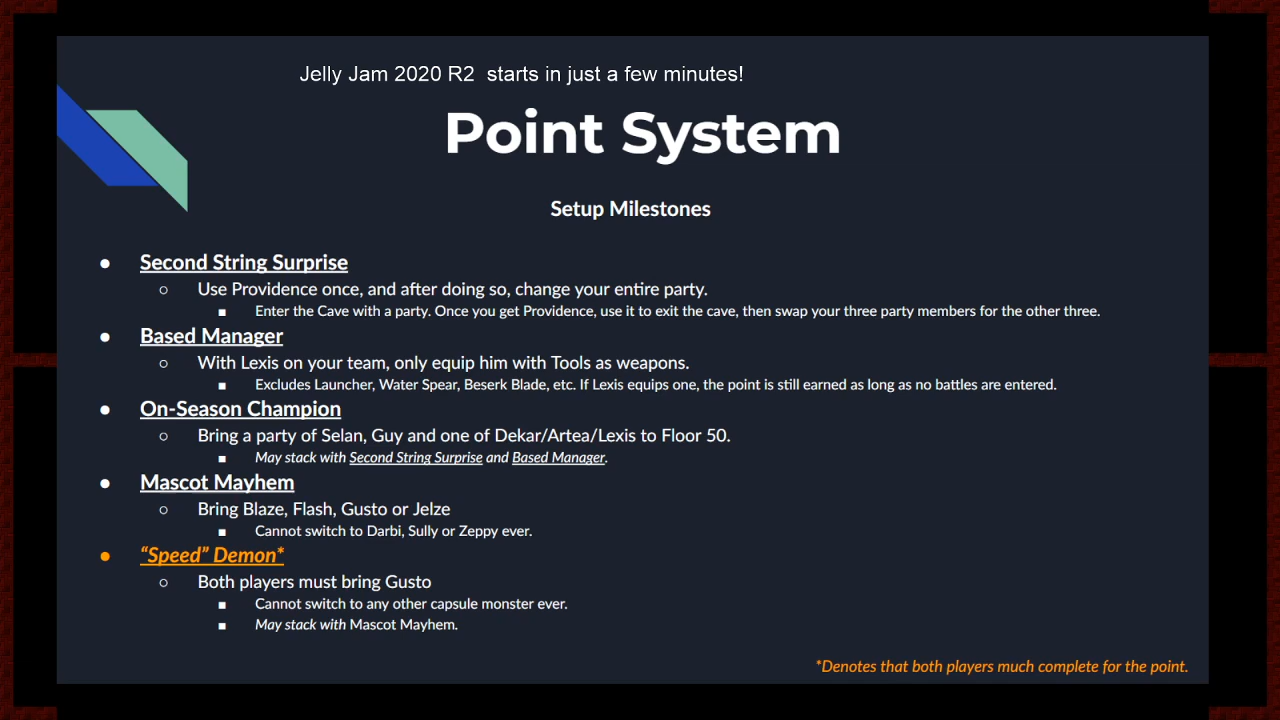 Jelly Jam 2020 R2  starts in just a few minutes!
Point System
Setup Milestones
● Second String Surprise
○ Use Providence once, and after doing so, change your entire party.
■ Enter the Cave with a party. Once you get Providence, use it to exit the cave, then swap your three party members for the other three.
● Based Manager
○ With Lexis on your team, only equip him with Tools as weapons.
■ Excludes Launcher, Water Spear, Beserk Blade, etc. If Lexis equips one, the point is still earned as long as no battles are entered.
● On-Season Champion
○ Bring a party of Selan, Guy and one of Dekar/Artea/Lexis to Floor 50.
■ May stack with Second String Surprise and Based Manager.
● Mascot Mayhem
○ Bring Blaze, Flash, Gusto or Jelze
■ Cannot switch to Darbi, Sully or Zeppy ever.
● “Speed” Demon*
○ Both players must bring Gusto
■ Cannot switch to any other capsule monster ever.
■ May stack with Mascot Mayhem.
*Denotes that both players much complete for the point.